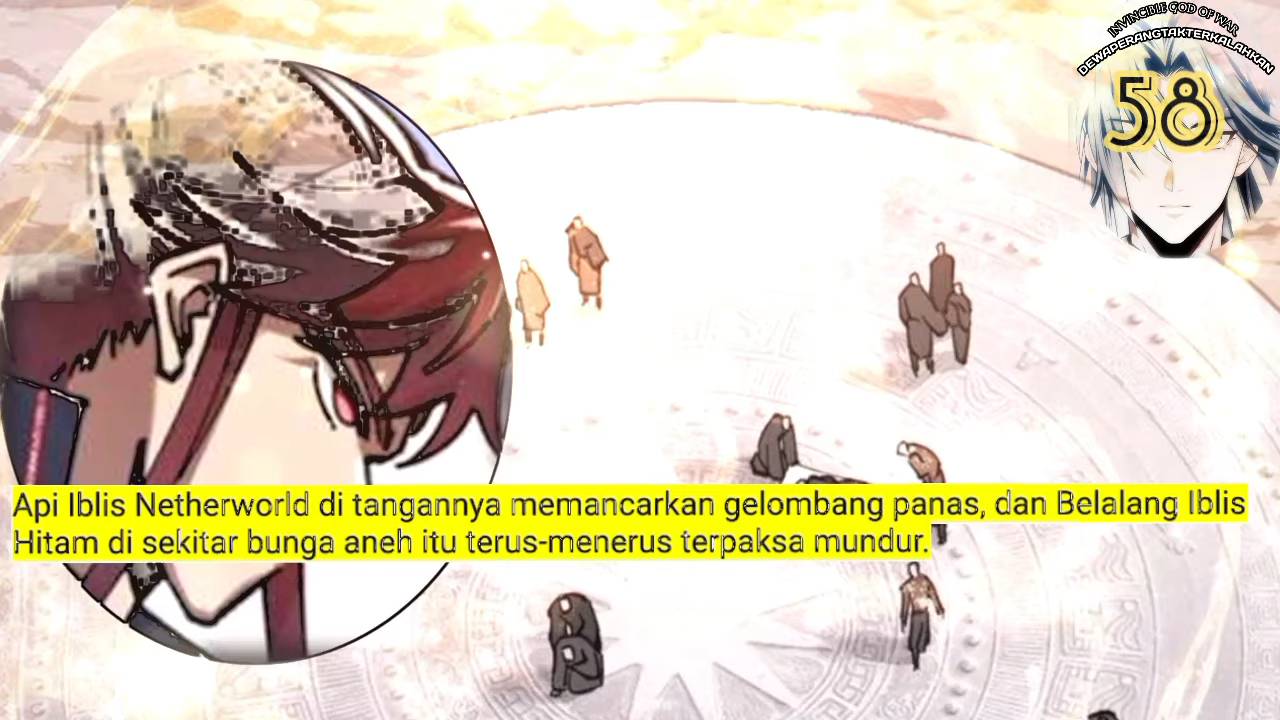 INVINCIBLE GOD OF WAR
DEWAPERANGTAKTERKALAHKAN
58
Api Iblis Netherworld di tangannya memancarkan gelombang panas, dan Belalang Iblis
Hitam di sekitar bunga aneh itu terus-menerus terpaksa mundur.